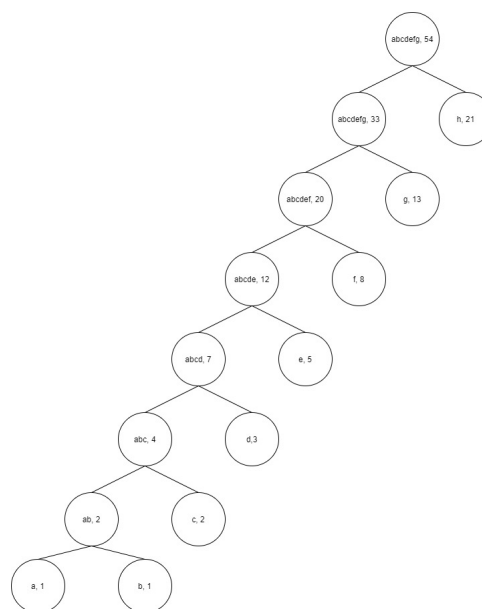 abcdefg, 54
abcdefg, 33
h, 21
abcdef, 20
g, 13
abcde, 12
f, 8
abcd, 7
e, 5
abc, 4
d,3
ab, 2
c, 2
a, 1
b, 1